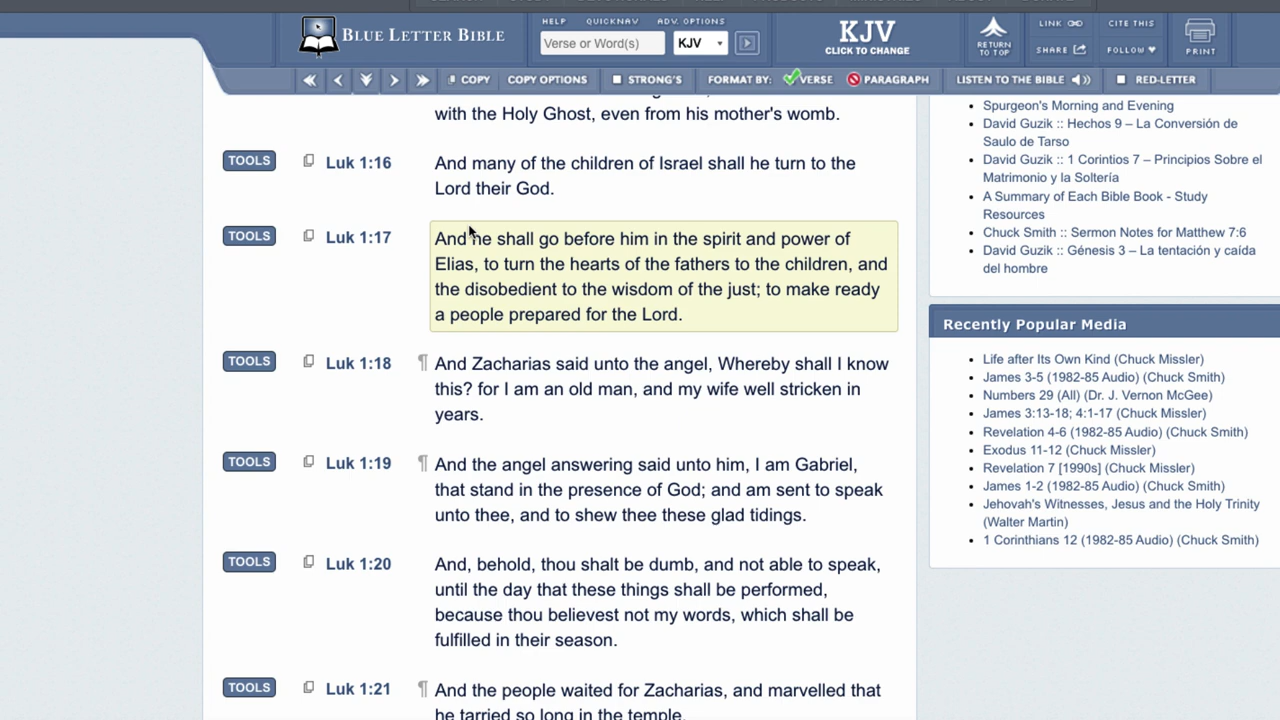 HELP QUICKNAV ADV. OPTIONS
BLUE LETTER BIBLE
Verse or Word(s)
KJV
KJV
CLICK TO CHANGE
RETURN
TO TOP
LINK
CITE THIS
SHARE
FOLLOW
PRINT
COPY COPY OPTIONS STRONG'S FORMAT BY: VERSE PARAGRAPH LISTEN TO THE BIBLE RED-LETTER
with the Holy Ghost, even from his mother's womb.
TOOLS Luk 1:16 And many of the children of Israel shall he turn to the
Lord their God.
TOOLS Luk 1:17 And he shall go before him in the spirit and power of
Elias, to turn the hearts of the fathers to the children, and
the disobedient to the wisdom of the just; to make ready
a people prepared for the Lord.
TOOLS Luk 1:18 ¶ And Zacharias said unto the angel, Whereby shall I know
this? for I am an old man, and my wife well stricken in
years.
TOOLS Luk 1:19 ¶ And the angel answering said unto him, I am Gabriel,
that stand in the presence of God; and am sent to speak
unto thee, and to shew thee these glad tidings.
TOOLS Luk 1:20 And, behold, thou shalt be dumb, and not able to speak,
until the day that these things shall be performed,
because thou believest not my words, which shall be
fulfilled in their season.
TOOLS Luk 1:21 ¶ And the people waited for Zacharias, and marvelled that
he tarried so long in the temple.
Spurgeon's Morning and Evening
David Guzik :: Hechos 9 – La Conversión de
Saulo de Tarso
David Guzik :: 1 Corintios 7 – Principios Sobre el
Matrimonio y la Soltería
A Summary of Each Bible Book - Study
Resources
Chuck Smith :: Sermon Notes for Matthew 7:6
David Guzik :: Génesis 3 – La tentación y caída
del hombre
Recently Popular Media
Life after Its Own Kind (Chuck Missler)
James 3-5 (1982-85 Audio) (Chuck Smith)
Numbers 29 (All) (Dr. J. Vernon McGee)
James 3:13-18; 4:1-17 (Chuck Missler)
Revelation 4-6 (1982-85 Audio) (Chuck Smith)
Exodus 11-12 (Chuck Missler)
Revelation 7 [1990s] (Chuck Missler)
James 1-2 (1982-85 Audio) (Chuck Smith)
Jehovah's Witnesses, Jesus and the Holy Trinity
(Walter Martin)
1 Corinthians 12 (1982-85 Audio) (Chuck Smith)